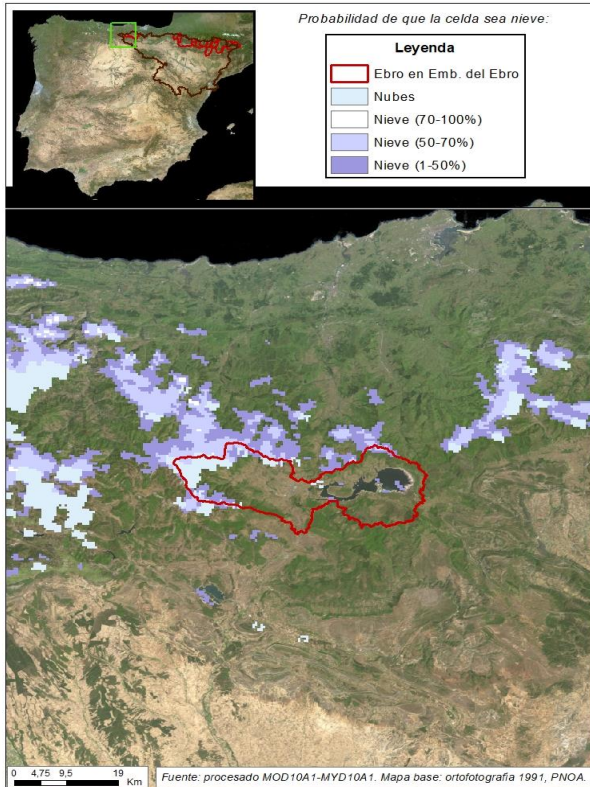 Probabilidad de que la celda sea nieve:
Leyenda
Ebro en Emb. del Ebro
Nubes
Nieve (70-100%)
Nieve (50-70%)
Nieve (1-50%)
0 4,75 9,5 19
Km
Fuente: procesado MOD10A1-MYD10A1. Mapa base: ortofotografia 1991, PNOA.